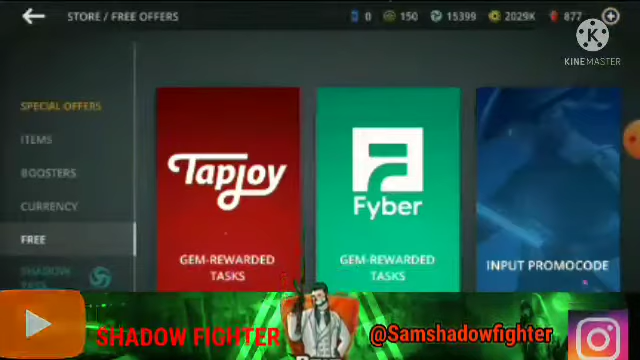 STORE / FREE OFFERS
0 150 15399 2029K 877
K
KINEMASTER
SPECIAL OFFERS
ITEMS
BOOSTERS
CURRENCY
FREE
SHADOW
Tapjoy
GEM-REWARDED
TASKS
Fyber
GEM-REWARDED
TASKS
INPUT PROMOCODE
SHADOW FIGHTER
@Samshadowfighter